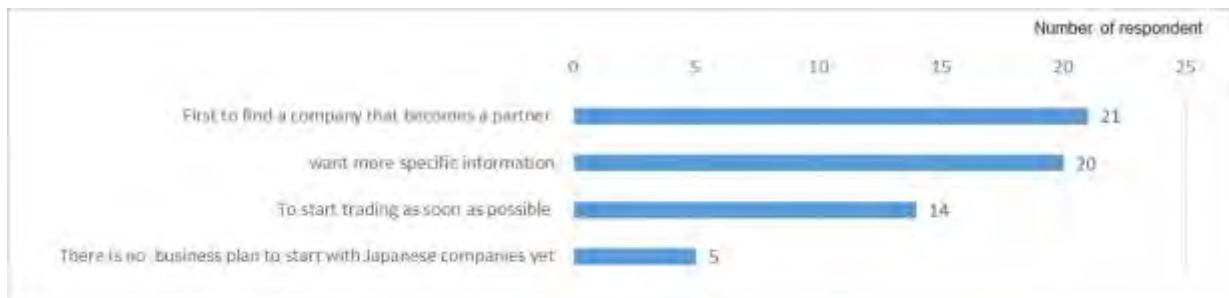 Number of respondent
0 5 10 15 20 25
First to find a company that becomes a partner 21
want more specific information 20
To start trading as soon as possible 14
There is no business plan to start with Japanese companies yet 5